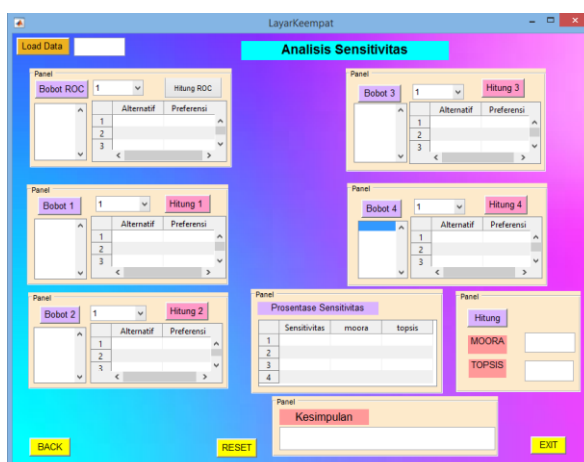 LayarKeempat
Load Data
Analisis Sensitivitas
Panel
Bobot ROC
1
Hitung ROC
Alternatif Preferensi
1
2
3
Panel
Bobot 3
1
Hitung 3
Alternatif Preferensi
1
2
3
Panel
Bobot 1
1
Hitung 1
Alternatif Preferensi
1
2
3
Panel
Bobot 4
1
Hitung 4
Alternatif Preferensi
1
2
3
Panel
Bobot 2
1
Hitung 2
Alternatif Preferensi
1
2
3
Panel
Prosentase Sensitivitas
Sensitivitas moora topsis
1
2
3
4
Panel
Hitung
MOORA
TOPSIS
Panel
Kesimpulan
BACK
RESET
EXIT